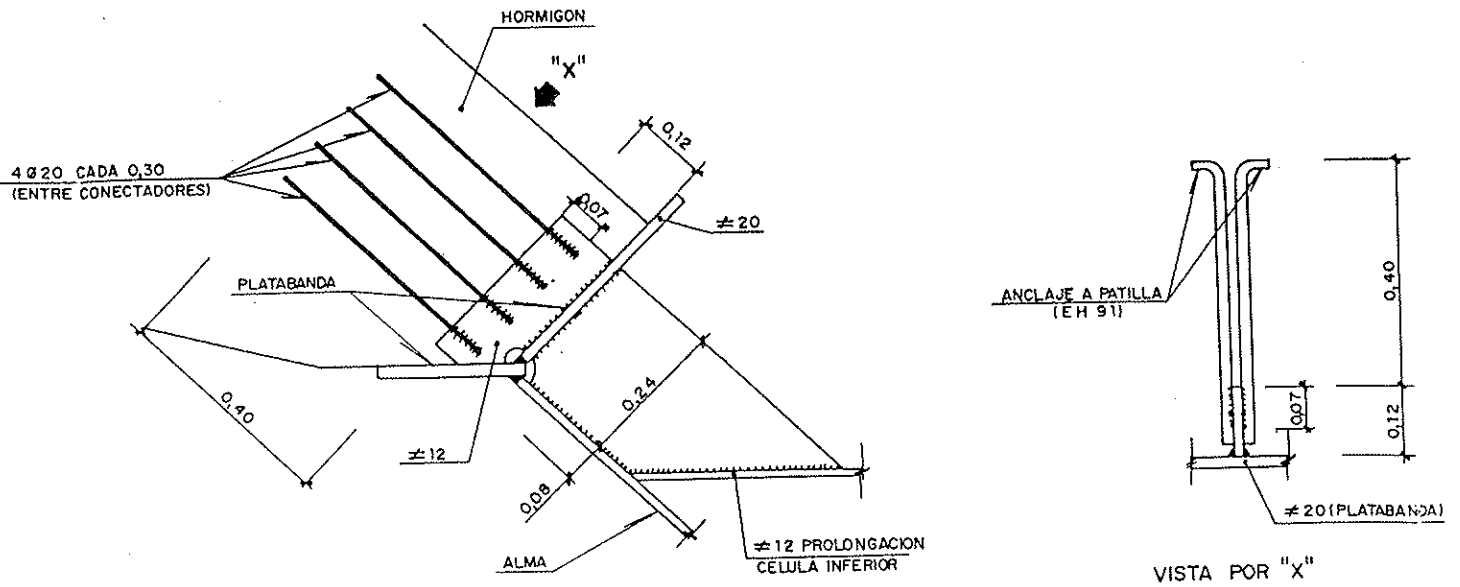 HORMIGON
"X"
0,12
4 Ø 20 CADA 0,30
(ENTRE CONECTADORES)
0,07
≠ 20
PLATABANDA
ANCLAJE A PATILLA
(EH 91)
0,40
0,24
0,40
0,07
0,12
≠ 12
0,08
≠ 20 (PLATABANDA)
≠ 12 PROLONGACION
CELULA INFERIOR
ALMA
VISTA POR "X"